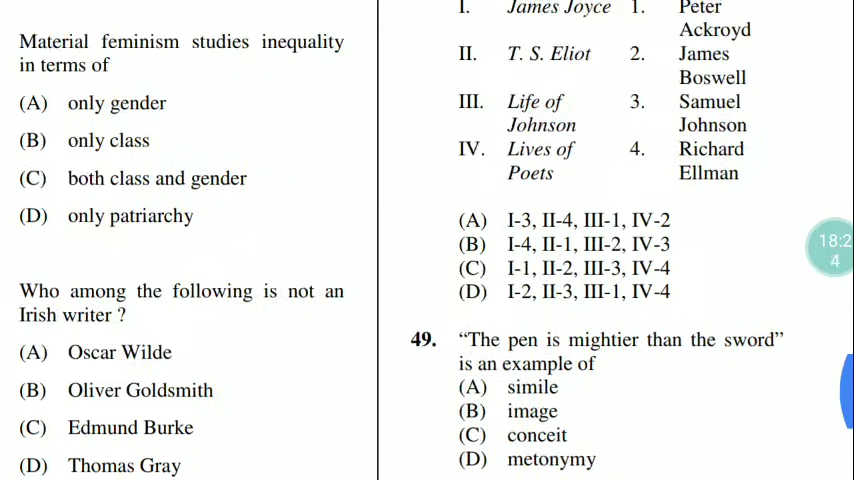 Material feminism studies inequality
in terms of
(A) only gender
(B) only class
(C) both class and gender
(D) only patriarchy
Who among the following is not an
Irish writer ?
(A) Oscar Wilde
(B) Oliver Goldsmith
(C) Edmund Burke
(D) Thomas Gray
I. James Joyce 1. Peter
Ackroyd
II. T. S. Eliot 2. James
Boswell
III. Life of 3. Samuel
Johnson Johnson
IV. Lives of 4. Richard
Poets Ellman
(A) I-3, II-4, III-1, IV-2
(B) I-4, II-1, III-2, IV-3
(C) I-1, II-2, III-3, IV-4
(D) I-2, II-3, III-1, IV-4
49. “The pen is mightier than the sword”
is an example of
(A) simile
(B) image
(C) conceit
(D) metonymy
18:2
4